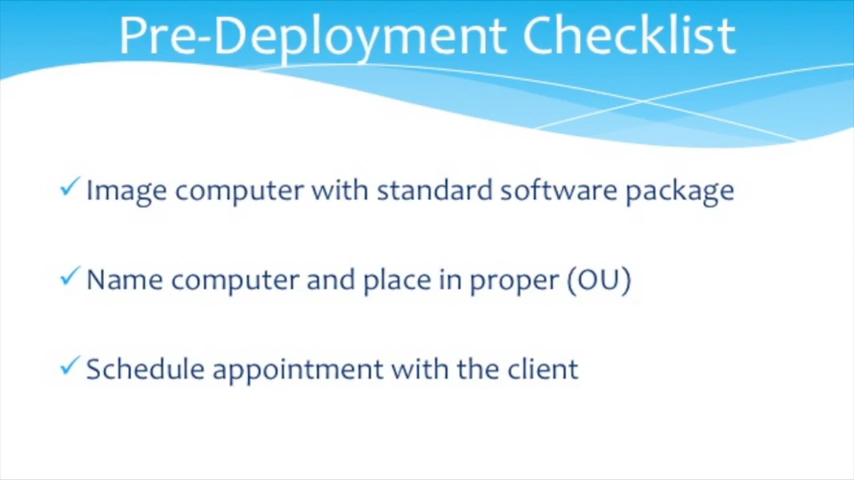 Pre-Deployment Checklist
✓ Image computer with standard software package
✓ Name computer and place in proper (OU)
✓ Schedule appointment with the client